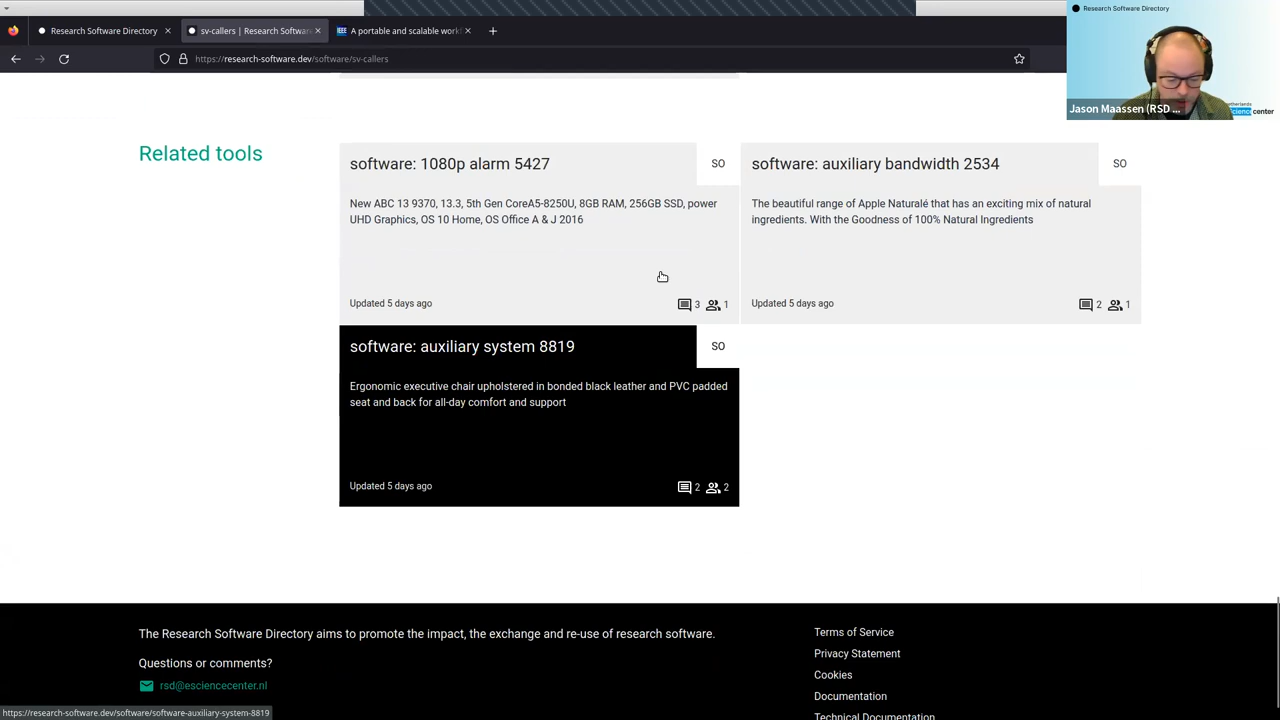 Research Software Directory
sv-callers | Research Softwar
A portable and scalable work
https://research-software.dev/software/sv-callers
Research Software Directory
Jason Maassen (RSD ...
center
Related tools
software: 1080p alarm 5427
SO
New ABC 13 9370, 13.3, 5th Gen CoreA5-8250U, 8GB RAM, 256GB SSD, power
UHD Graphics, OS 10 Home, OS Office A & J 2016
Updated 5 days ago
3
1
software: auxiliary bandwidth 2534
SO
The beautiful range of Apple Naturalé that has an exciting mix of natural
ingredients. With the Goodness of 100% Natural Ingredients
Updated 5 days ago
2
1
software: auxiliary system 8819
SO
Ergonomic executive chair upholstered in bonded black leather and PVC padded
seat and back for all-day comfort and support
Updated 5 days ago
2
2
The Research Software Directory aims to promote the impact, the exchange and re-use of research software.
Questions or comments?
rsd@esciencecenter.nl
Terms of Service
Privacy Statement
Cookies
Documentation
Technical Documentation
https://research-software.dev/software/software-auxiliary-system-8819